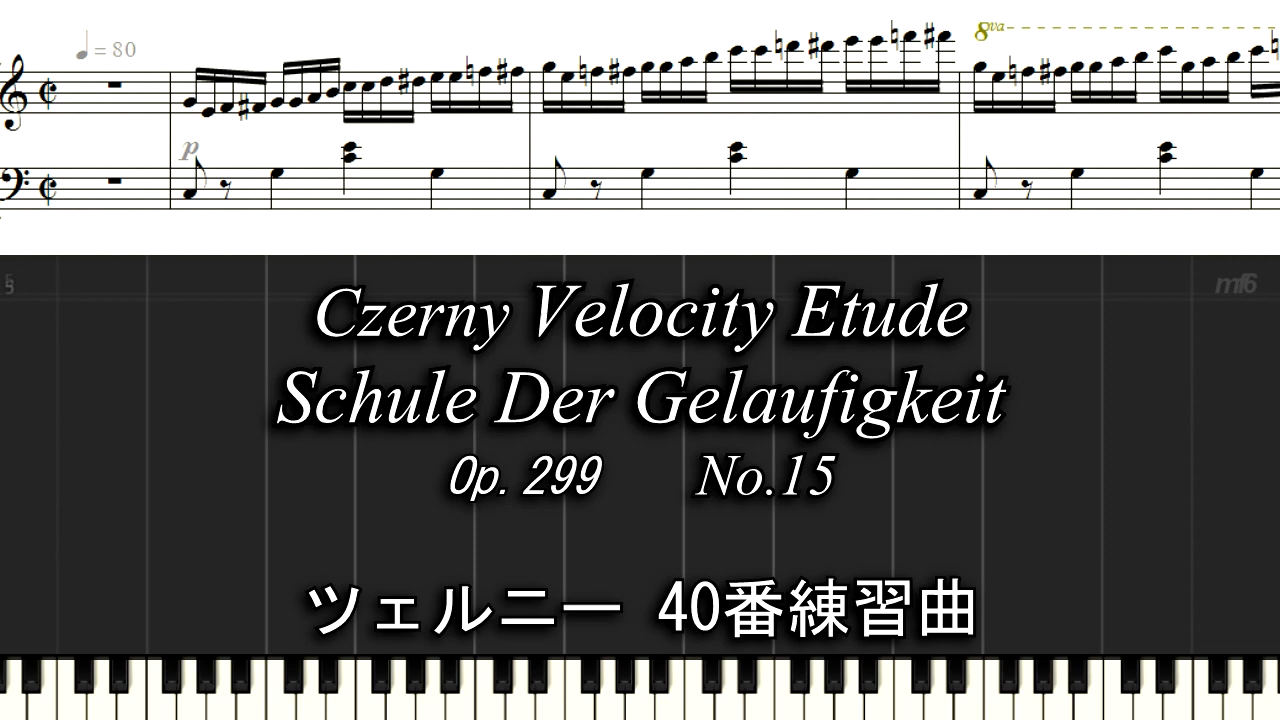 = 80
8va
p
5
Czerny Velocity Etude
Schule Der Gelaufigkeit
Op. 299 No.15
ツェルニー 40番練習曲